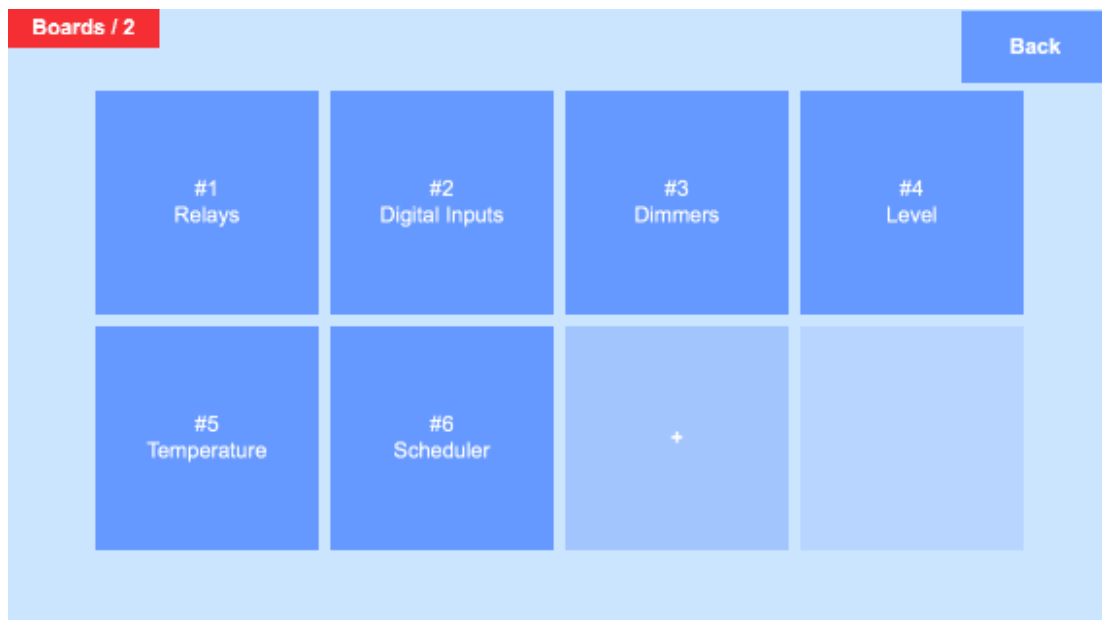 Boards / 2
Back
#1
Relays
#2
Digital Inputs
#3
Dimmers
#4
Level
#5
Temperature
#6
Scheduler
+